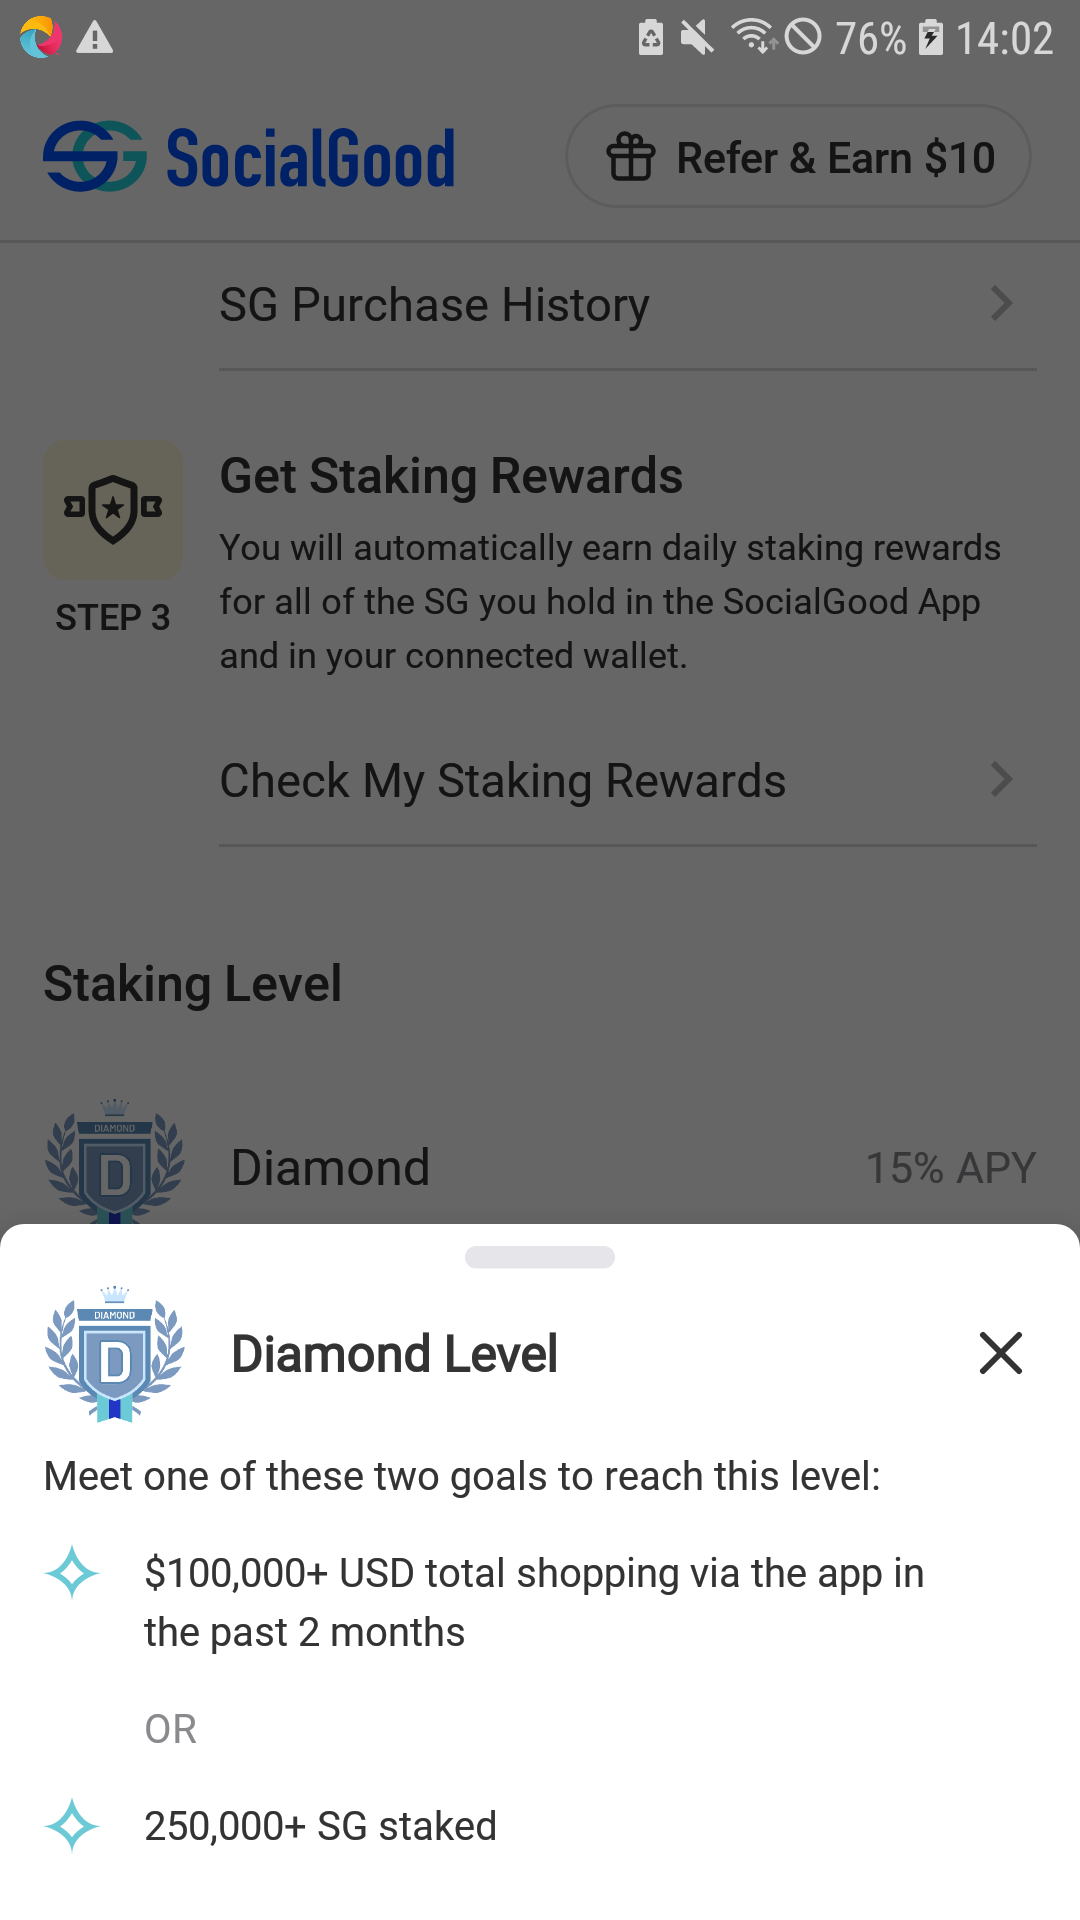 76% 14:02
SG SocialGood
Refer & Earn $10
SG Purchase History
Get Staking Rewards
You will automatically earn daily staking rewards
for all of the SG you hold in the SocialGood App
and in your connected wallet.
STEP 3
Check My Staking Rewards
Staking Level
DIAMOND
D
Diamond
15% APY
DIAMOND
D
Diamond Level
Meet one of these two goals to reach this level:
$100,000+ USD total shopping via the app in
the past 2 months
OR
250,000+ SG staked